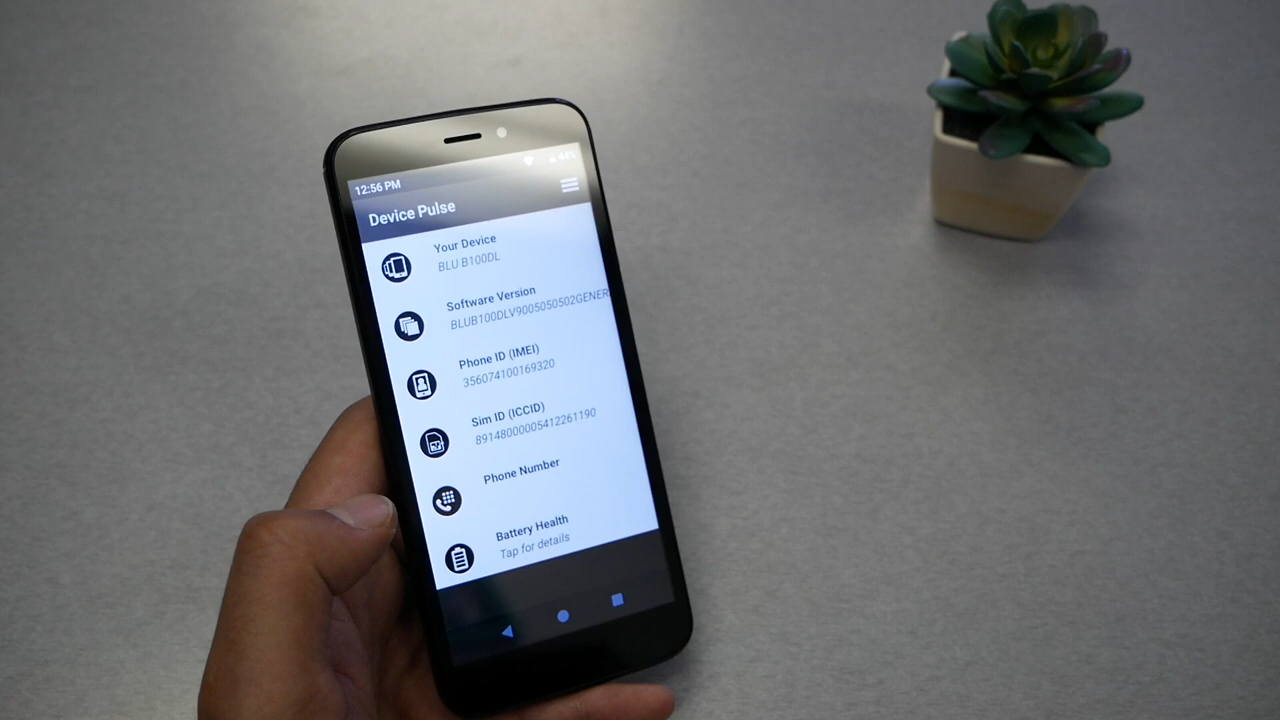 12:56 PM
44%
Device Pulse
Your Device
BLU B100DL
Software Version
BLUB100DLV9005050502GENER
Phone ID (IMEI)
356074100169320
Sim ID (ICCID)
89148000005412261190
Phone Number
Battery Health
Tap for details